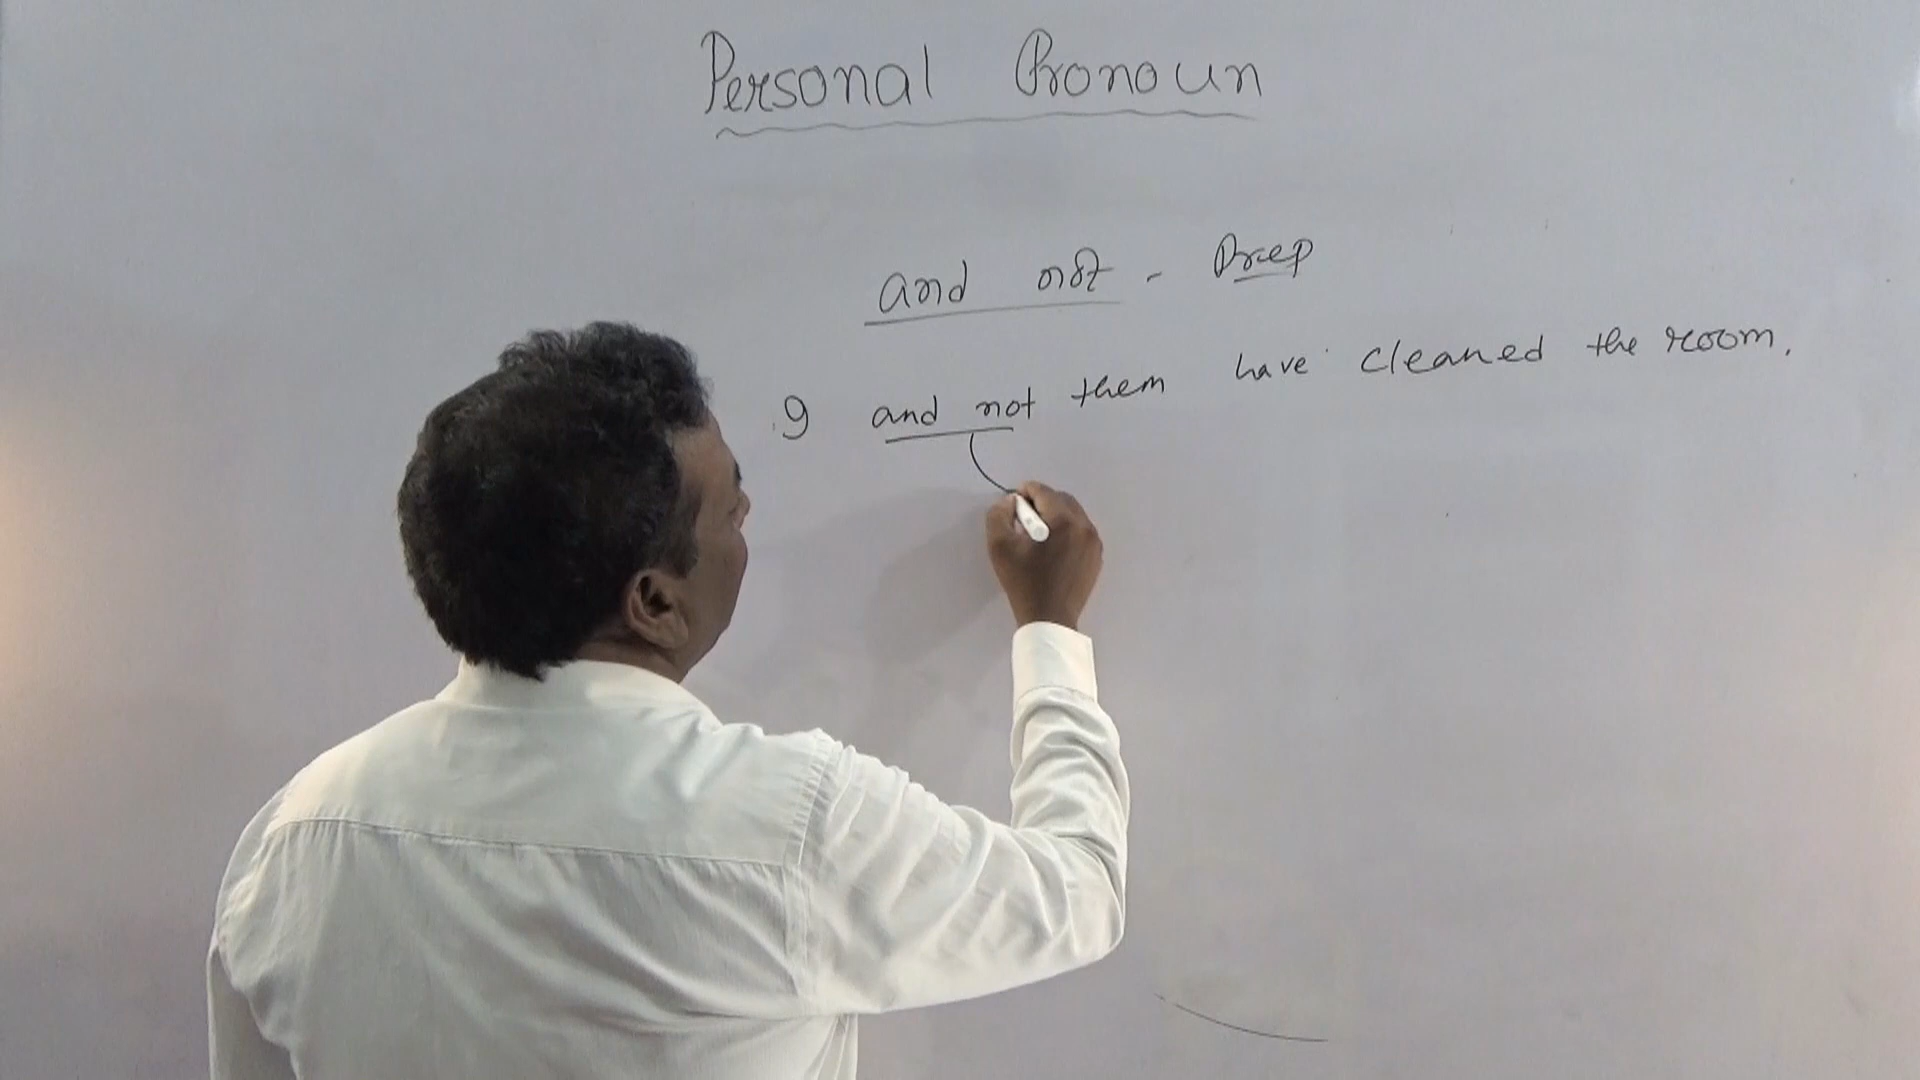 Personal Pronoun
and not - Prep
I and not them have cleaned the room.